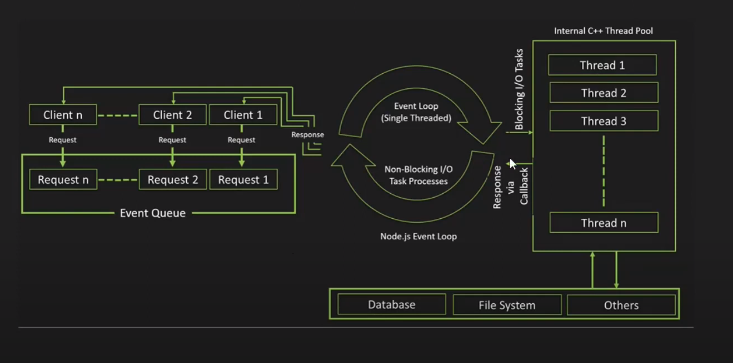 Internal C++ Thread Pool
Client n
Client 2
Client 1
Request
Request
Request
Response
Request n
Request 2
Request 1
Event Queue
Event Loop
(Single Threaded)
Non-Blocking I/O
Task Processes
Node.js Event Loop
Blocking I/O Tasks
Response
via
Callback
Thread 1
Thread 2
Thread 3
Thread n
Database
File System
Others